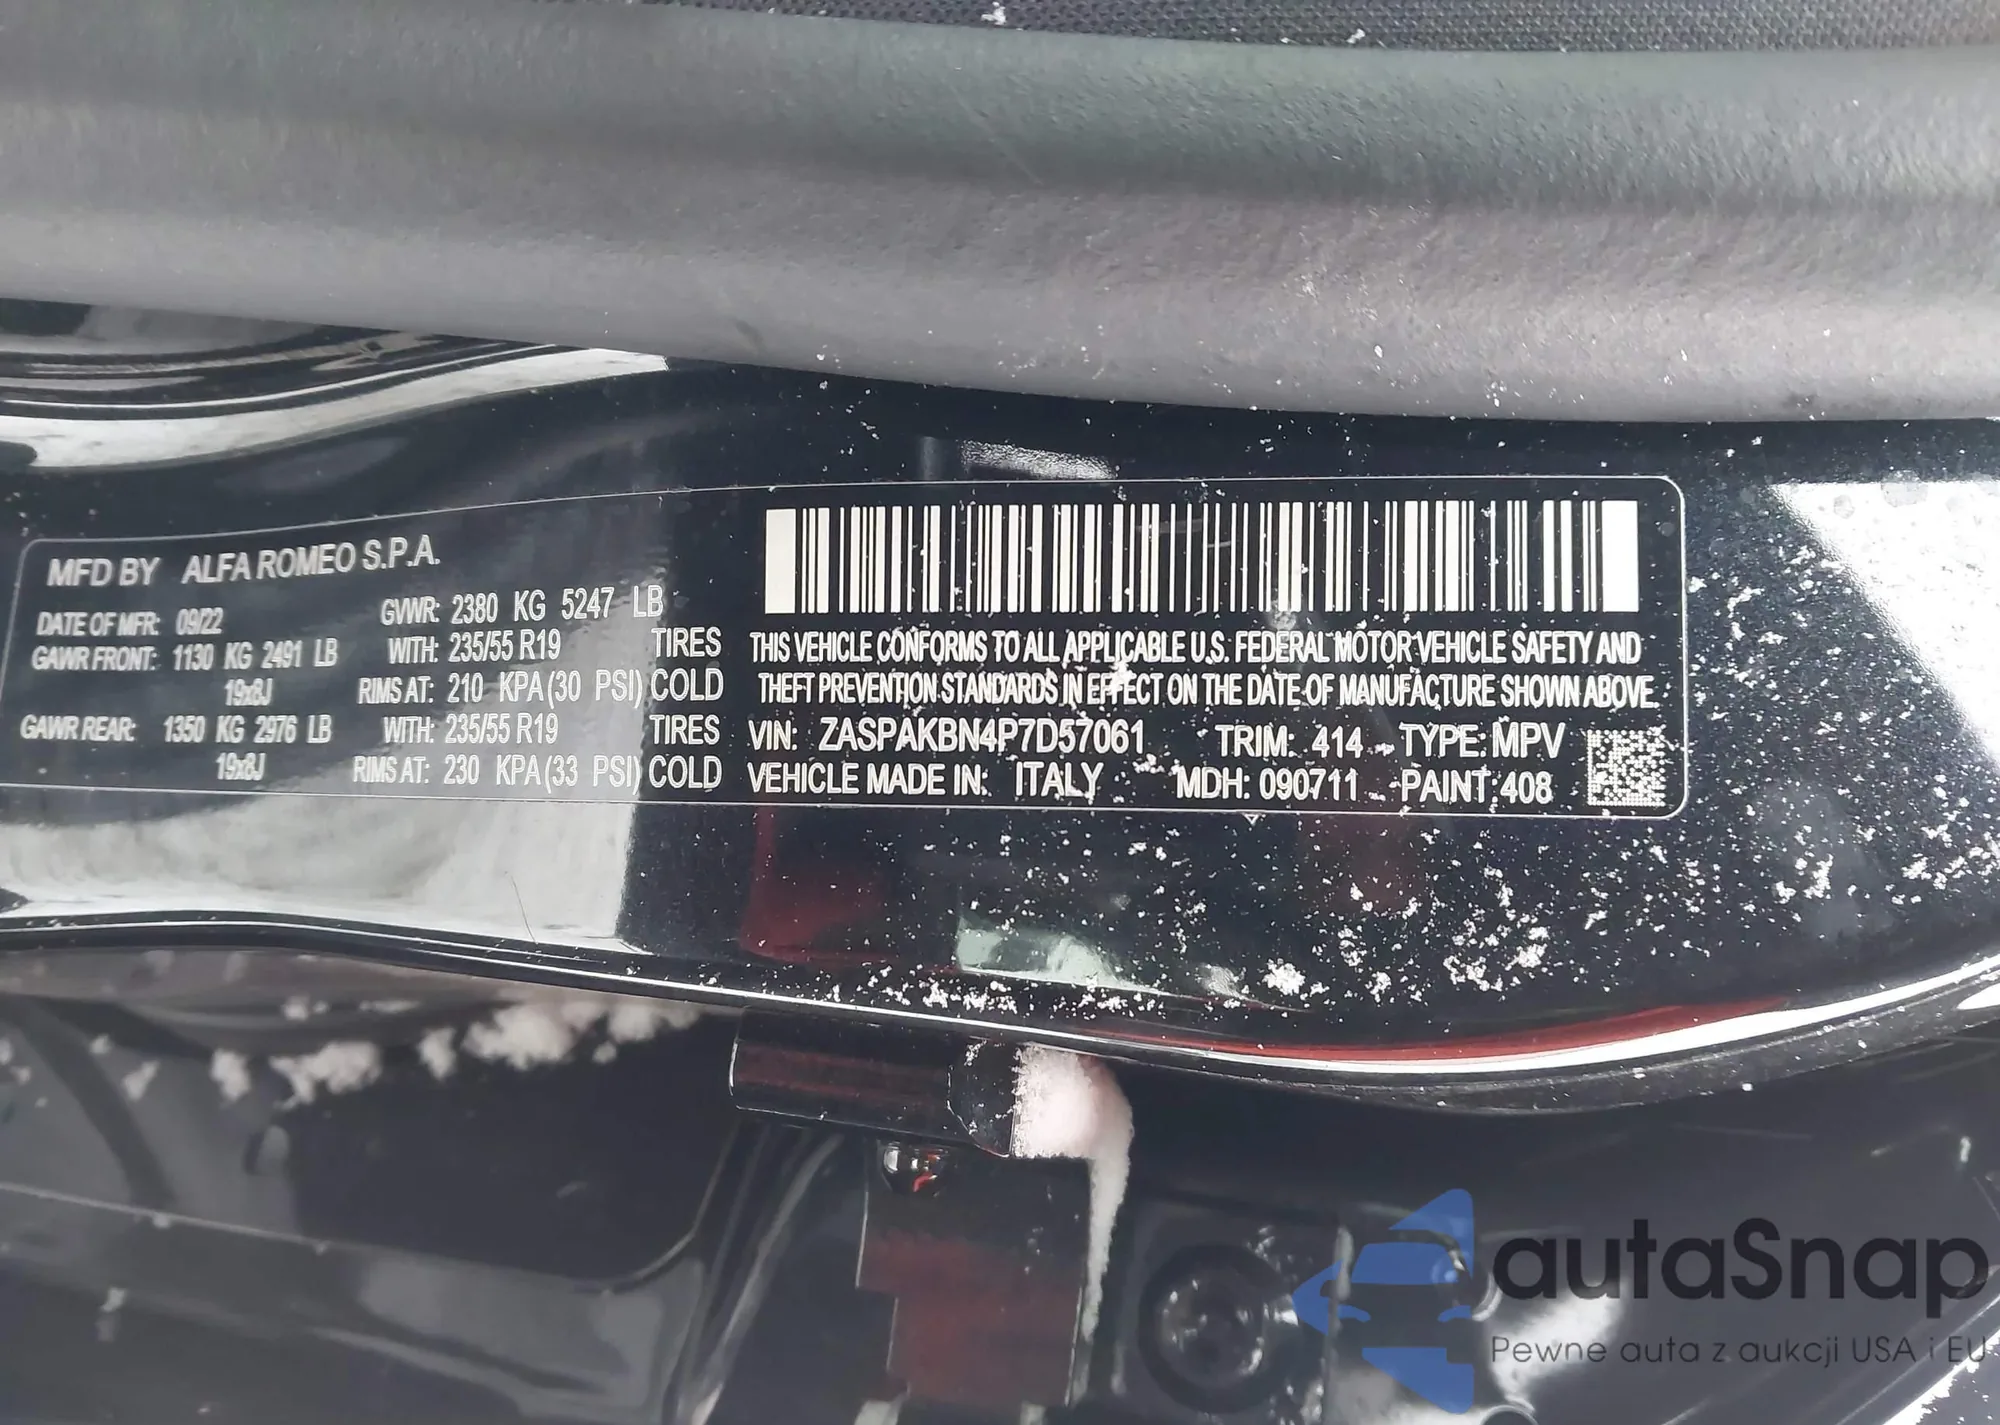 MFD BY ALFA ROMEO S.P.A.
DATE OF MFR: 09/22 GVWR: 2380 KG 5247 LB
GAWR FRONT: 1130 KG 2491 LB WITH: 235/55 R19 TIRES
19x8J RIMS AT: 210 KPA (30 PSI) COLD
GAWR REAR: 1350 KG 2976 LB WITH: 235/55 R19 TIRES
19x8J RIMS AT: 230 KPA (33 PSI) COLD
THIS VEHICLE CONFORMS TO ALL APPLICABLE U.S. FEDERAL MOTOR VEHICLE SAFETY AND
THEFT PREVENTION STANDARDS IN EFFECT ON THE DATE OF MANUFACTURE SHOWN ABOVE.
VIN: ZASPAKBN4P7D57061 TRIM: 414 TYPE: MPV
VEHICLE MADE IN: ITALY MDH: 090711 PAINT: 408
autaSnap
Pewne auta z aukcji USA i EU